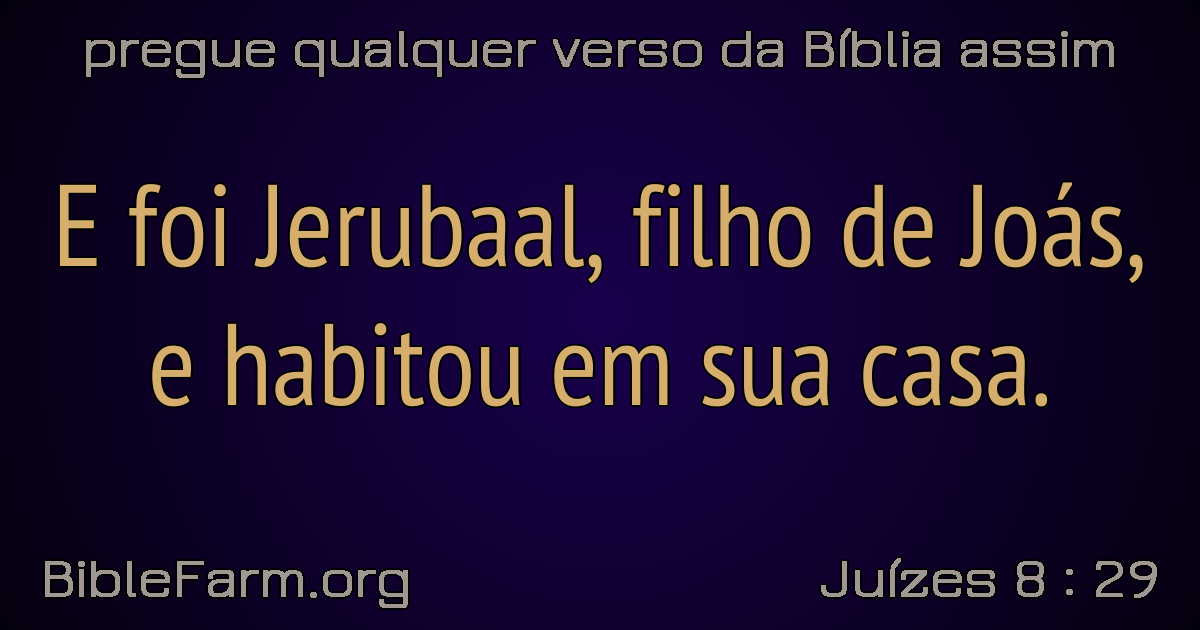 pregue qualquer verso da Bíblia assim
E foi Jerubaal, filho de Joás,
e habitou em sua casa.
BibleFarm.org
Juízes 8 : 29